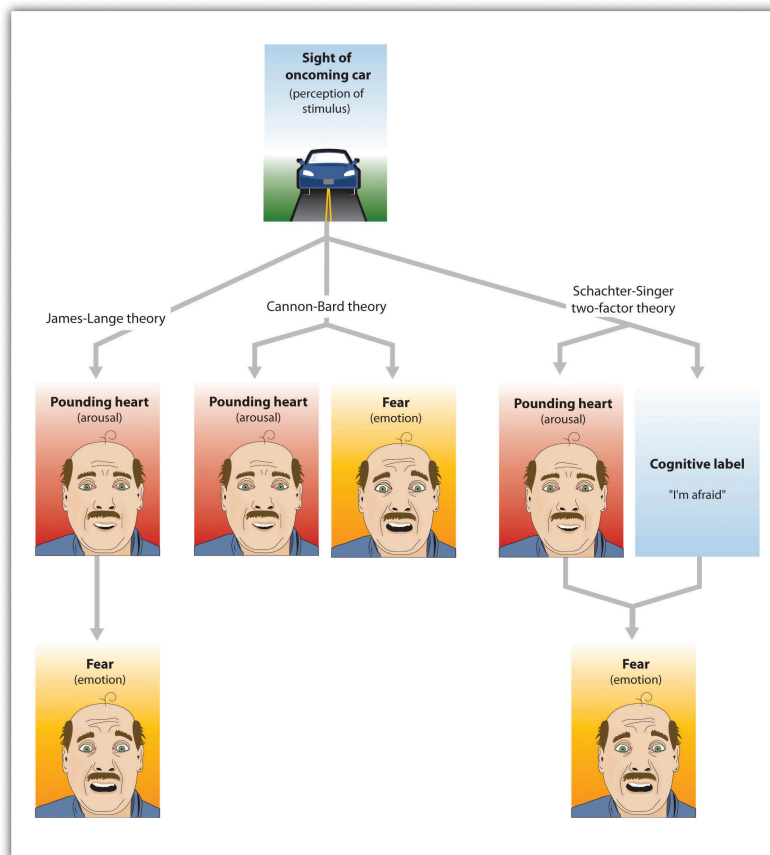 Sight of
oncoming car
(perception of
stimulus)
James-Lange theory
Cannon-Bard theory
Schachter-Singer
two-factor theory
Pounding heart
(arousal)
Pounding heart
(arousal)
Fear
(emotion)
Pounding heart
(arousal)
Cognitive label
"I'm afraid"
Fear
(emotion)
Fear
(emotion)